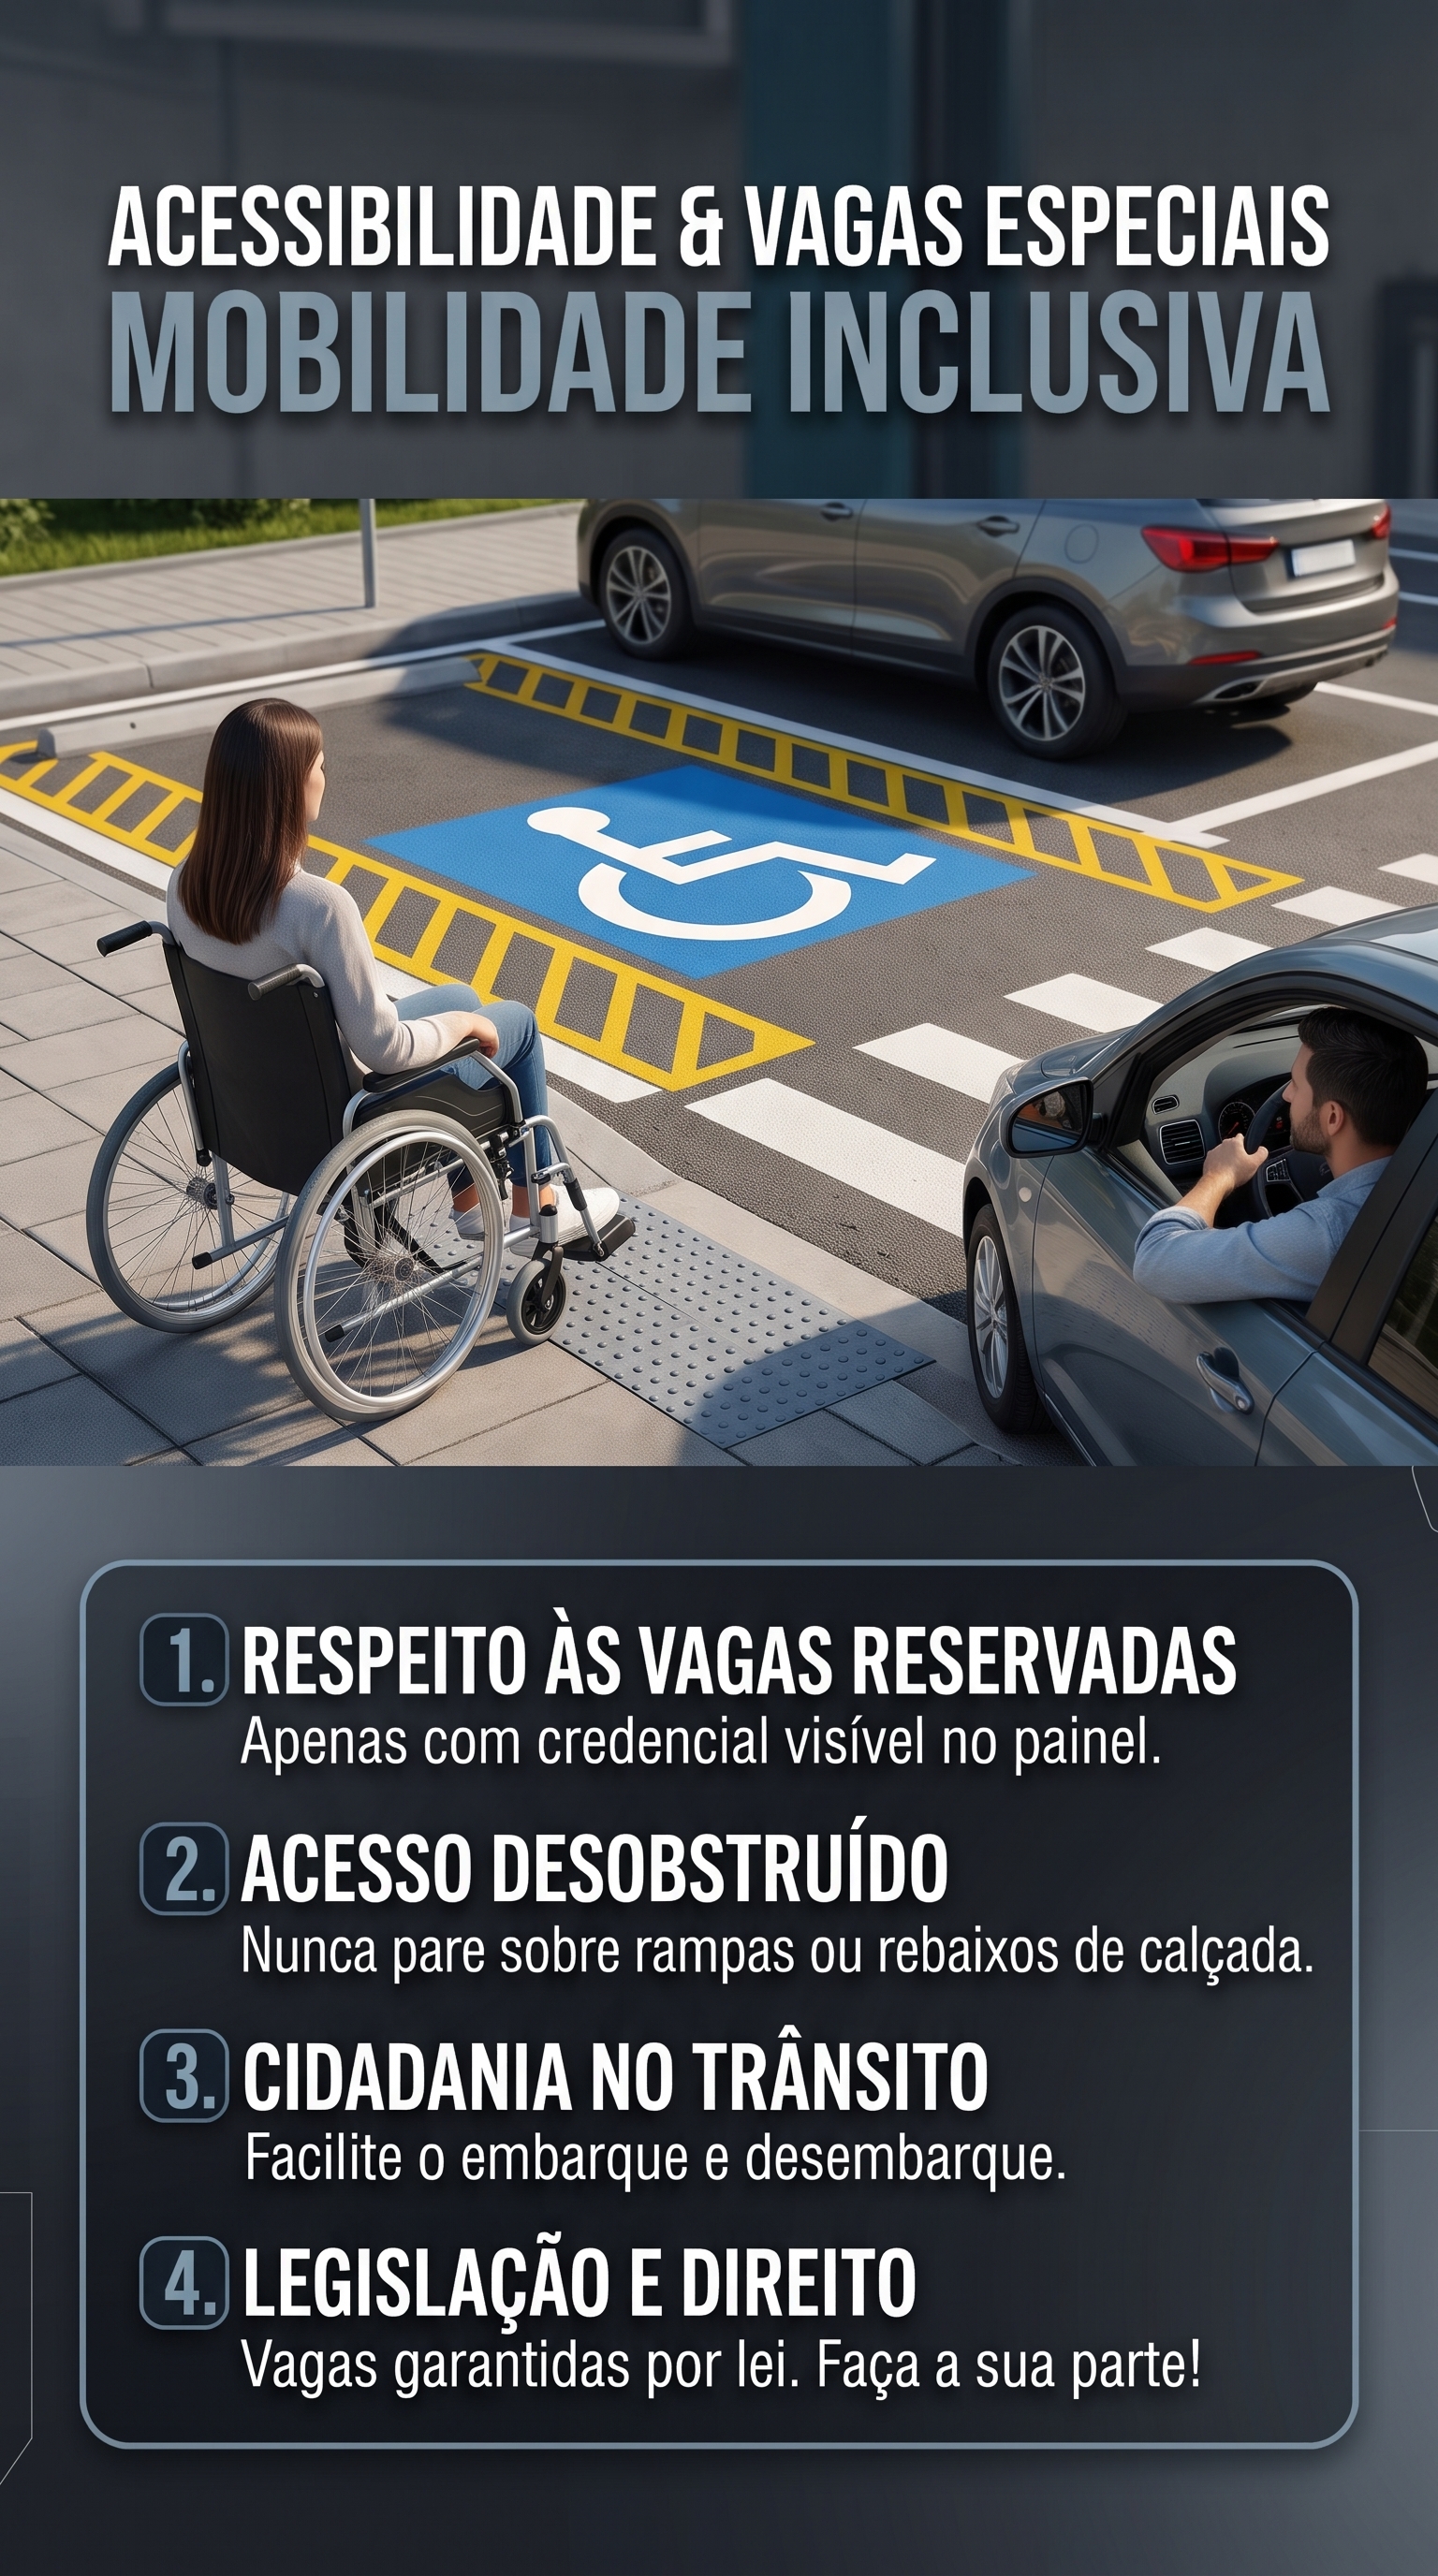 ACESSIBILIDADE & VAGAS ESPECIAIS
MOBILIDADE INCLUSIVA
1. RESPEITO ÀS VAGAS RESERVADAS
Apenas com credencial visível no painel.
2. ACESSO DESOBSTRUÍDO
Nunca pare sobre rampas ou rebaixos de calçada.
3. CIDADANIA NO TRÂNSITO
Facilite o embarque e desembarque.
4. LEGISLAÇÃO E DIREITO
Vagas garantidas por lei. Faça a sua parte!